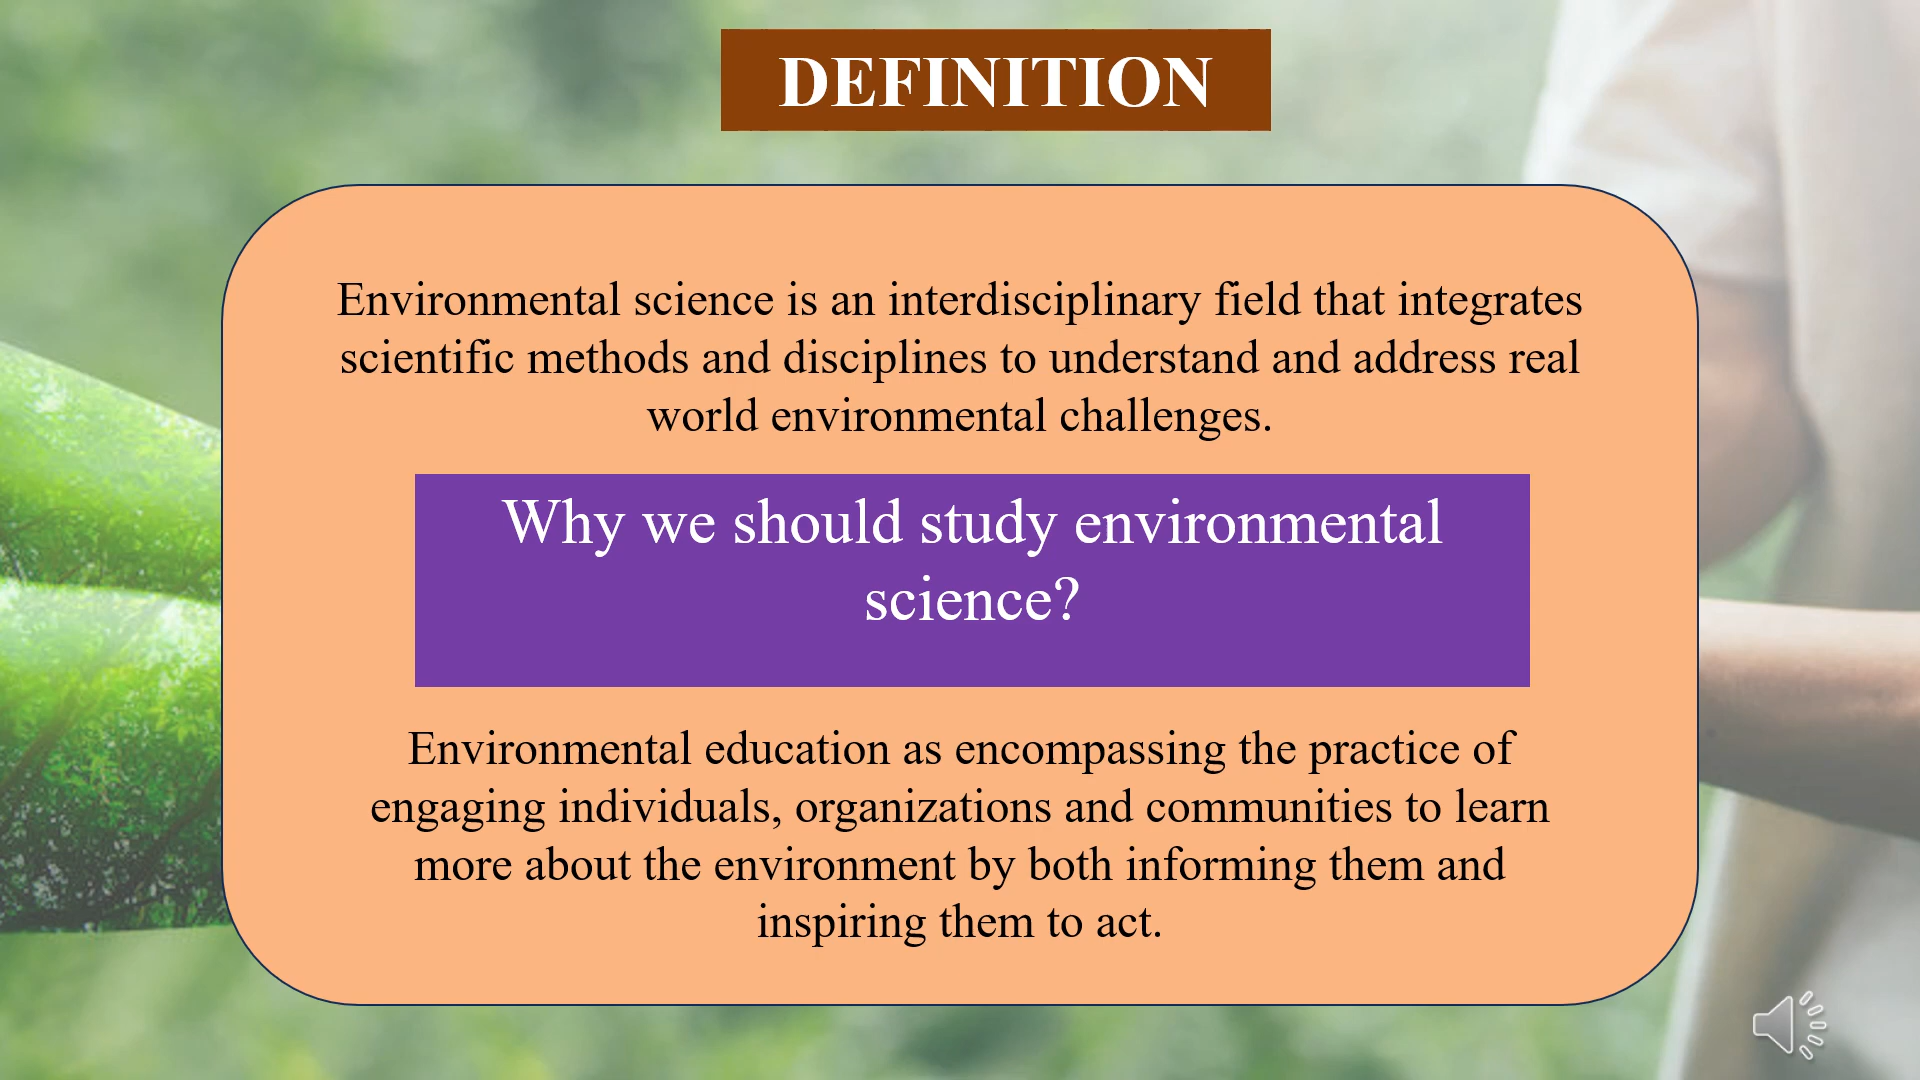 DEFINITION
Environmental science is an interdisciplinary field that integrates
scientific methods and disciplines to understand and address real
world environmental challenges.
Why we should study environmental
science?
Environmental education as encompassing the practice of
engaging individuals, organizations and communities to learn
more about the environment by both informing them and
inspiring them to act.